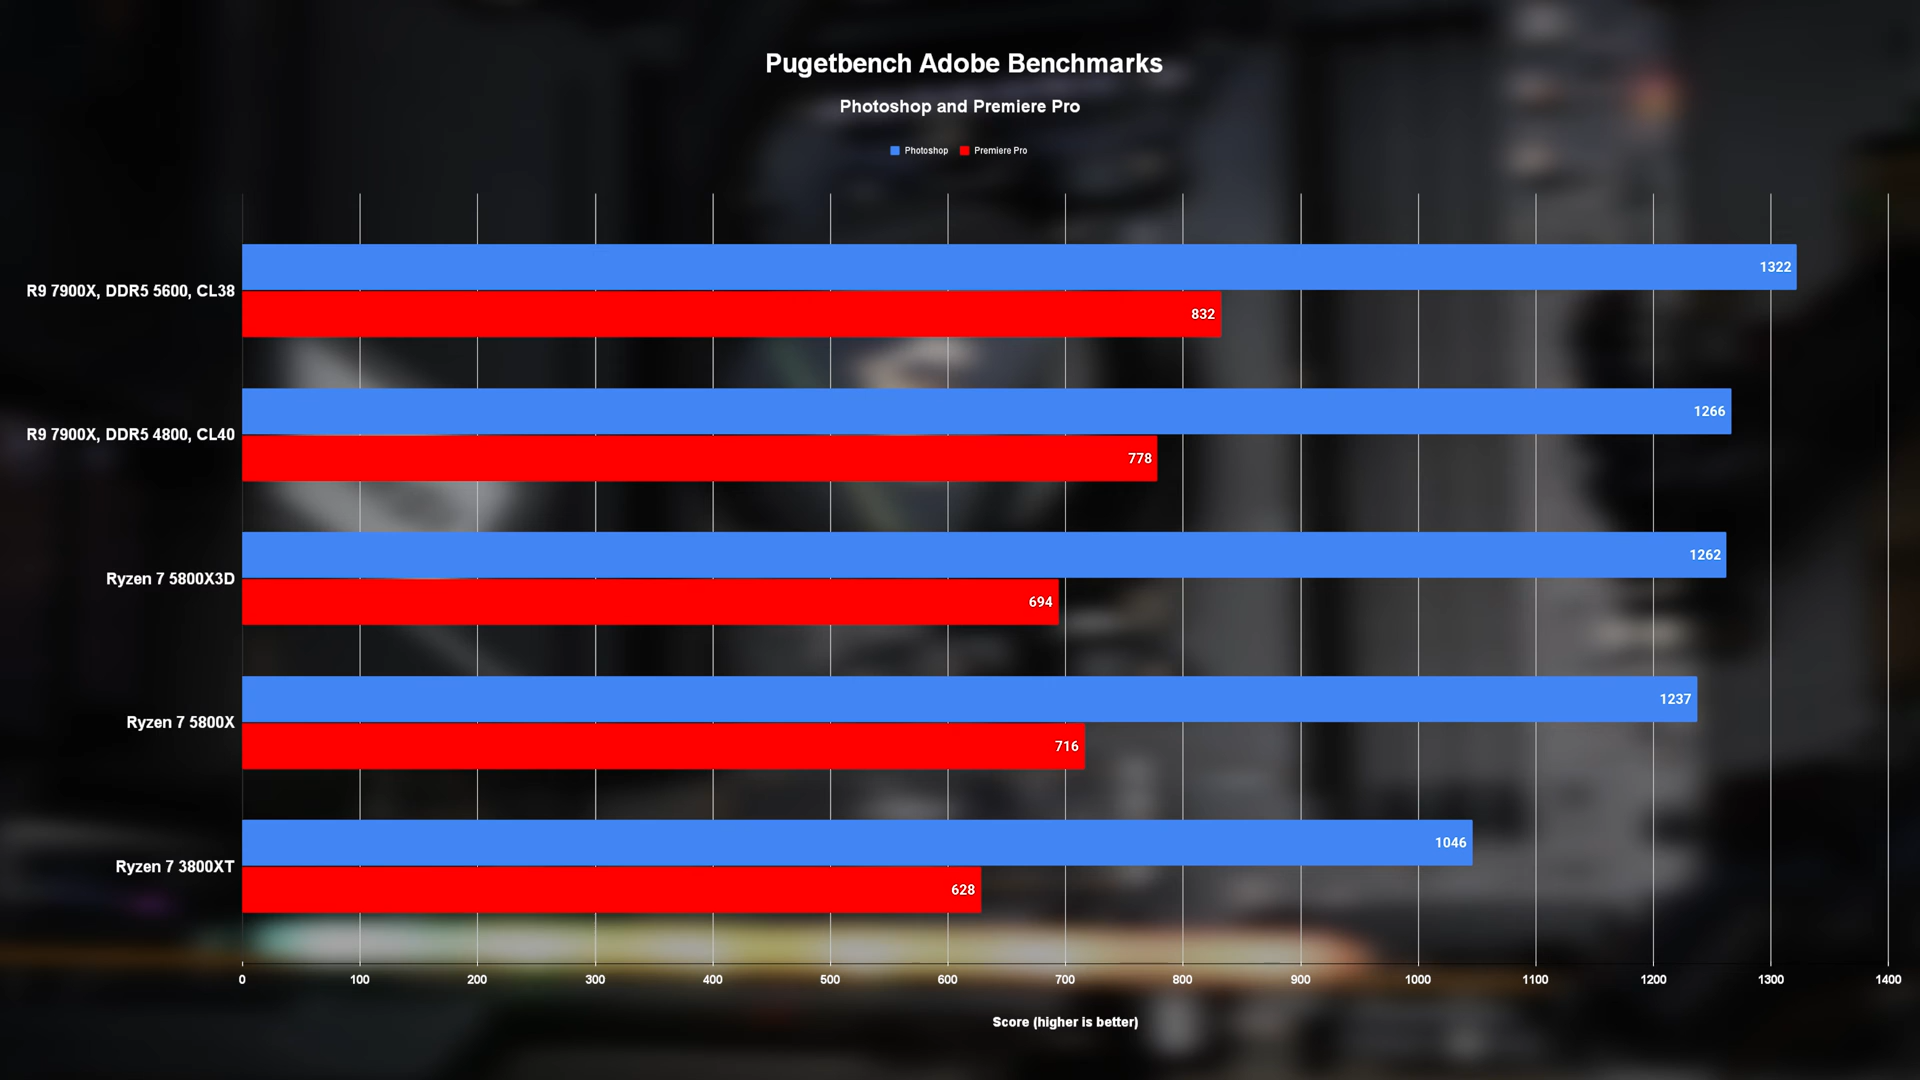 Pugetbench Adobe Benchmarks
Photoshop and Premiere Pro
Photoshop Premiere Pro
R9 7900X, DDR5 5600, CL38
1322
832
R9 7900X, DDR5 4800, CL40
1266
778
Ryzen 7 5800X3D
1262
694
Ryzen 7 5800X
1237
716
Ryzen 7 3800XT
1046
628
0 100 200 300 400 500 600 700 800 900 1000 1100 1200 1300 1400
Score (higher is better)